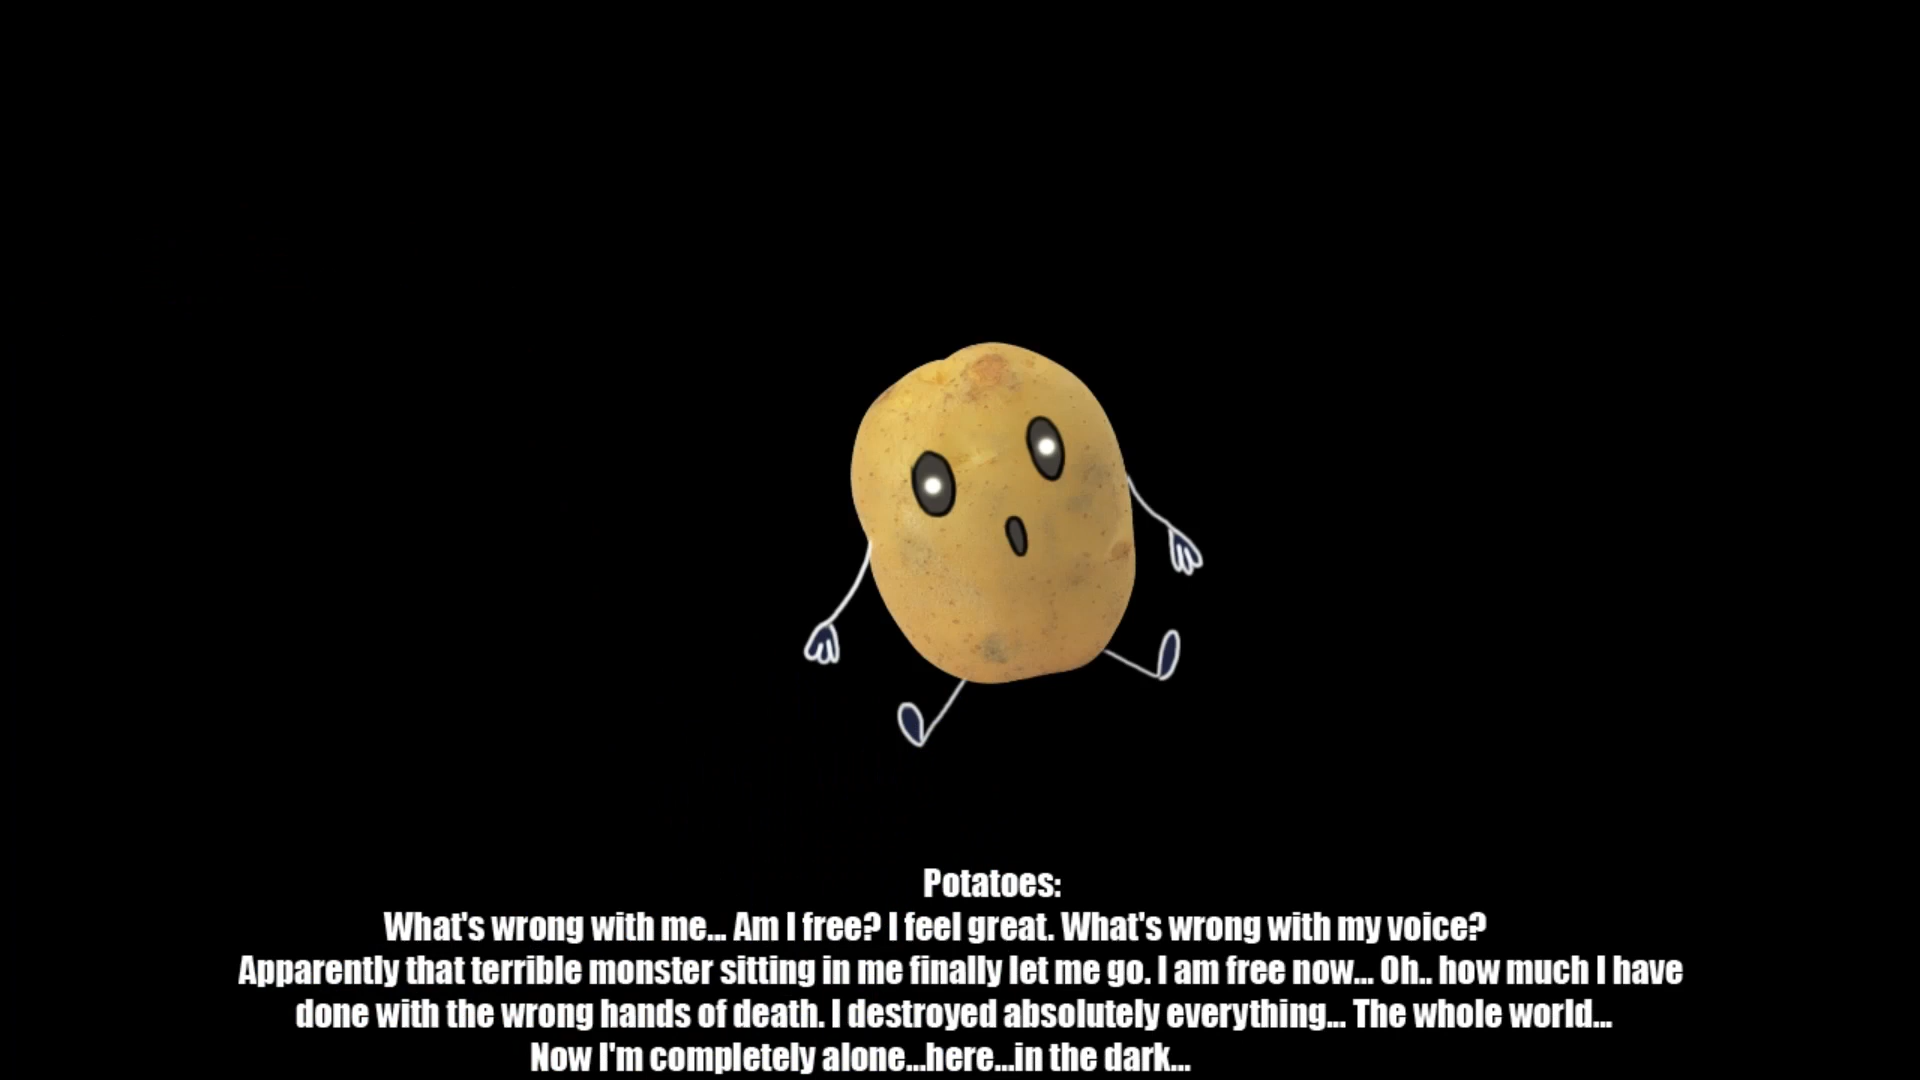 Potatoes:
What's wrong with me... Am I free? I feel great. What's wrong with my voice?
Apparently that terrible monster sitting in me finally let me go. I am free now... Oh.. how much I have
done with the wrong hands of death. I destroyed absolutely everything... The whole world...
Now I'm completely alone...here...in the dark...